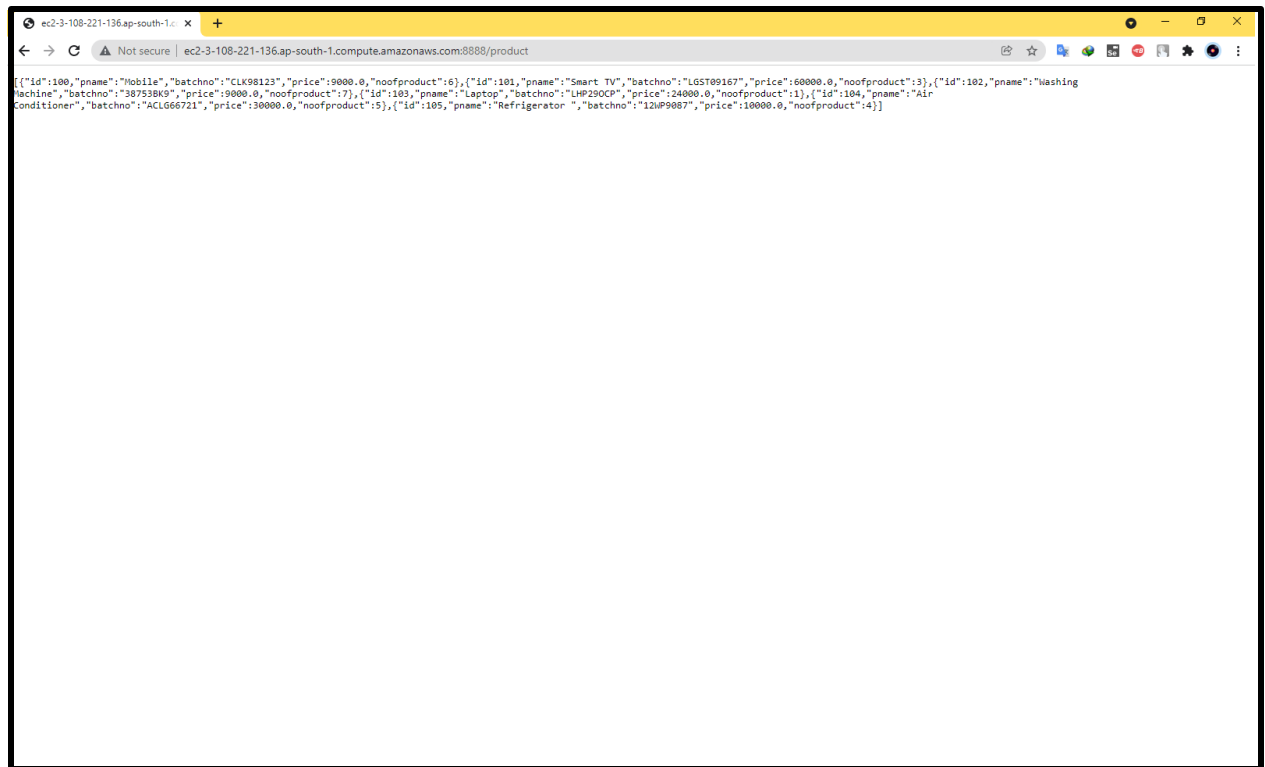 ec2-3-108-221-136.ap-south-1.c
Not secure | ec2-3-108-221-136.ap-south-1.compute.amazonaws.com:8888/product
[{"id":100,"pname":"Mobile","batchno":"CLK98123","price":9000.0,"noofproduct":6},{"id":101,"pname":"Smart TV","batchno":"LGST09167","price":60000.0,"noofproduct":3},{"id":102,"pname":"Washing
Machine","batchno":"38753BK9","price":9000.0,"noofproduct":7},{"id":103,"pname":"Laptop","batchno":"LHP29OCP","price":24000.0,"noofproduct":1},{"id":104,"pname":"Air
Conditioner","batchno":"ACLG66721","price":30000.0,"noofproduct":5},{"id":105,"pname":"Refrigerator ","batchno":"12WP9087","price":10000.0,"noofproduct":4}]